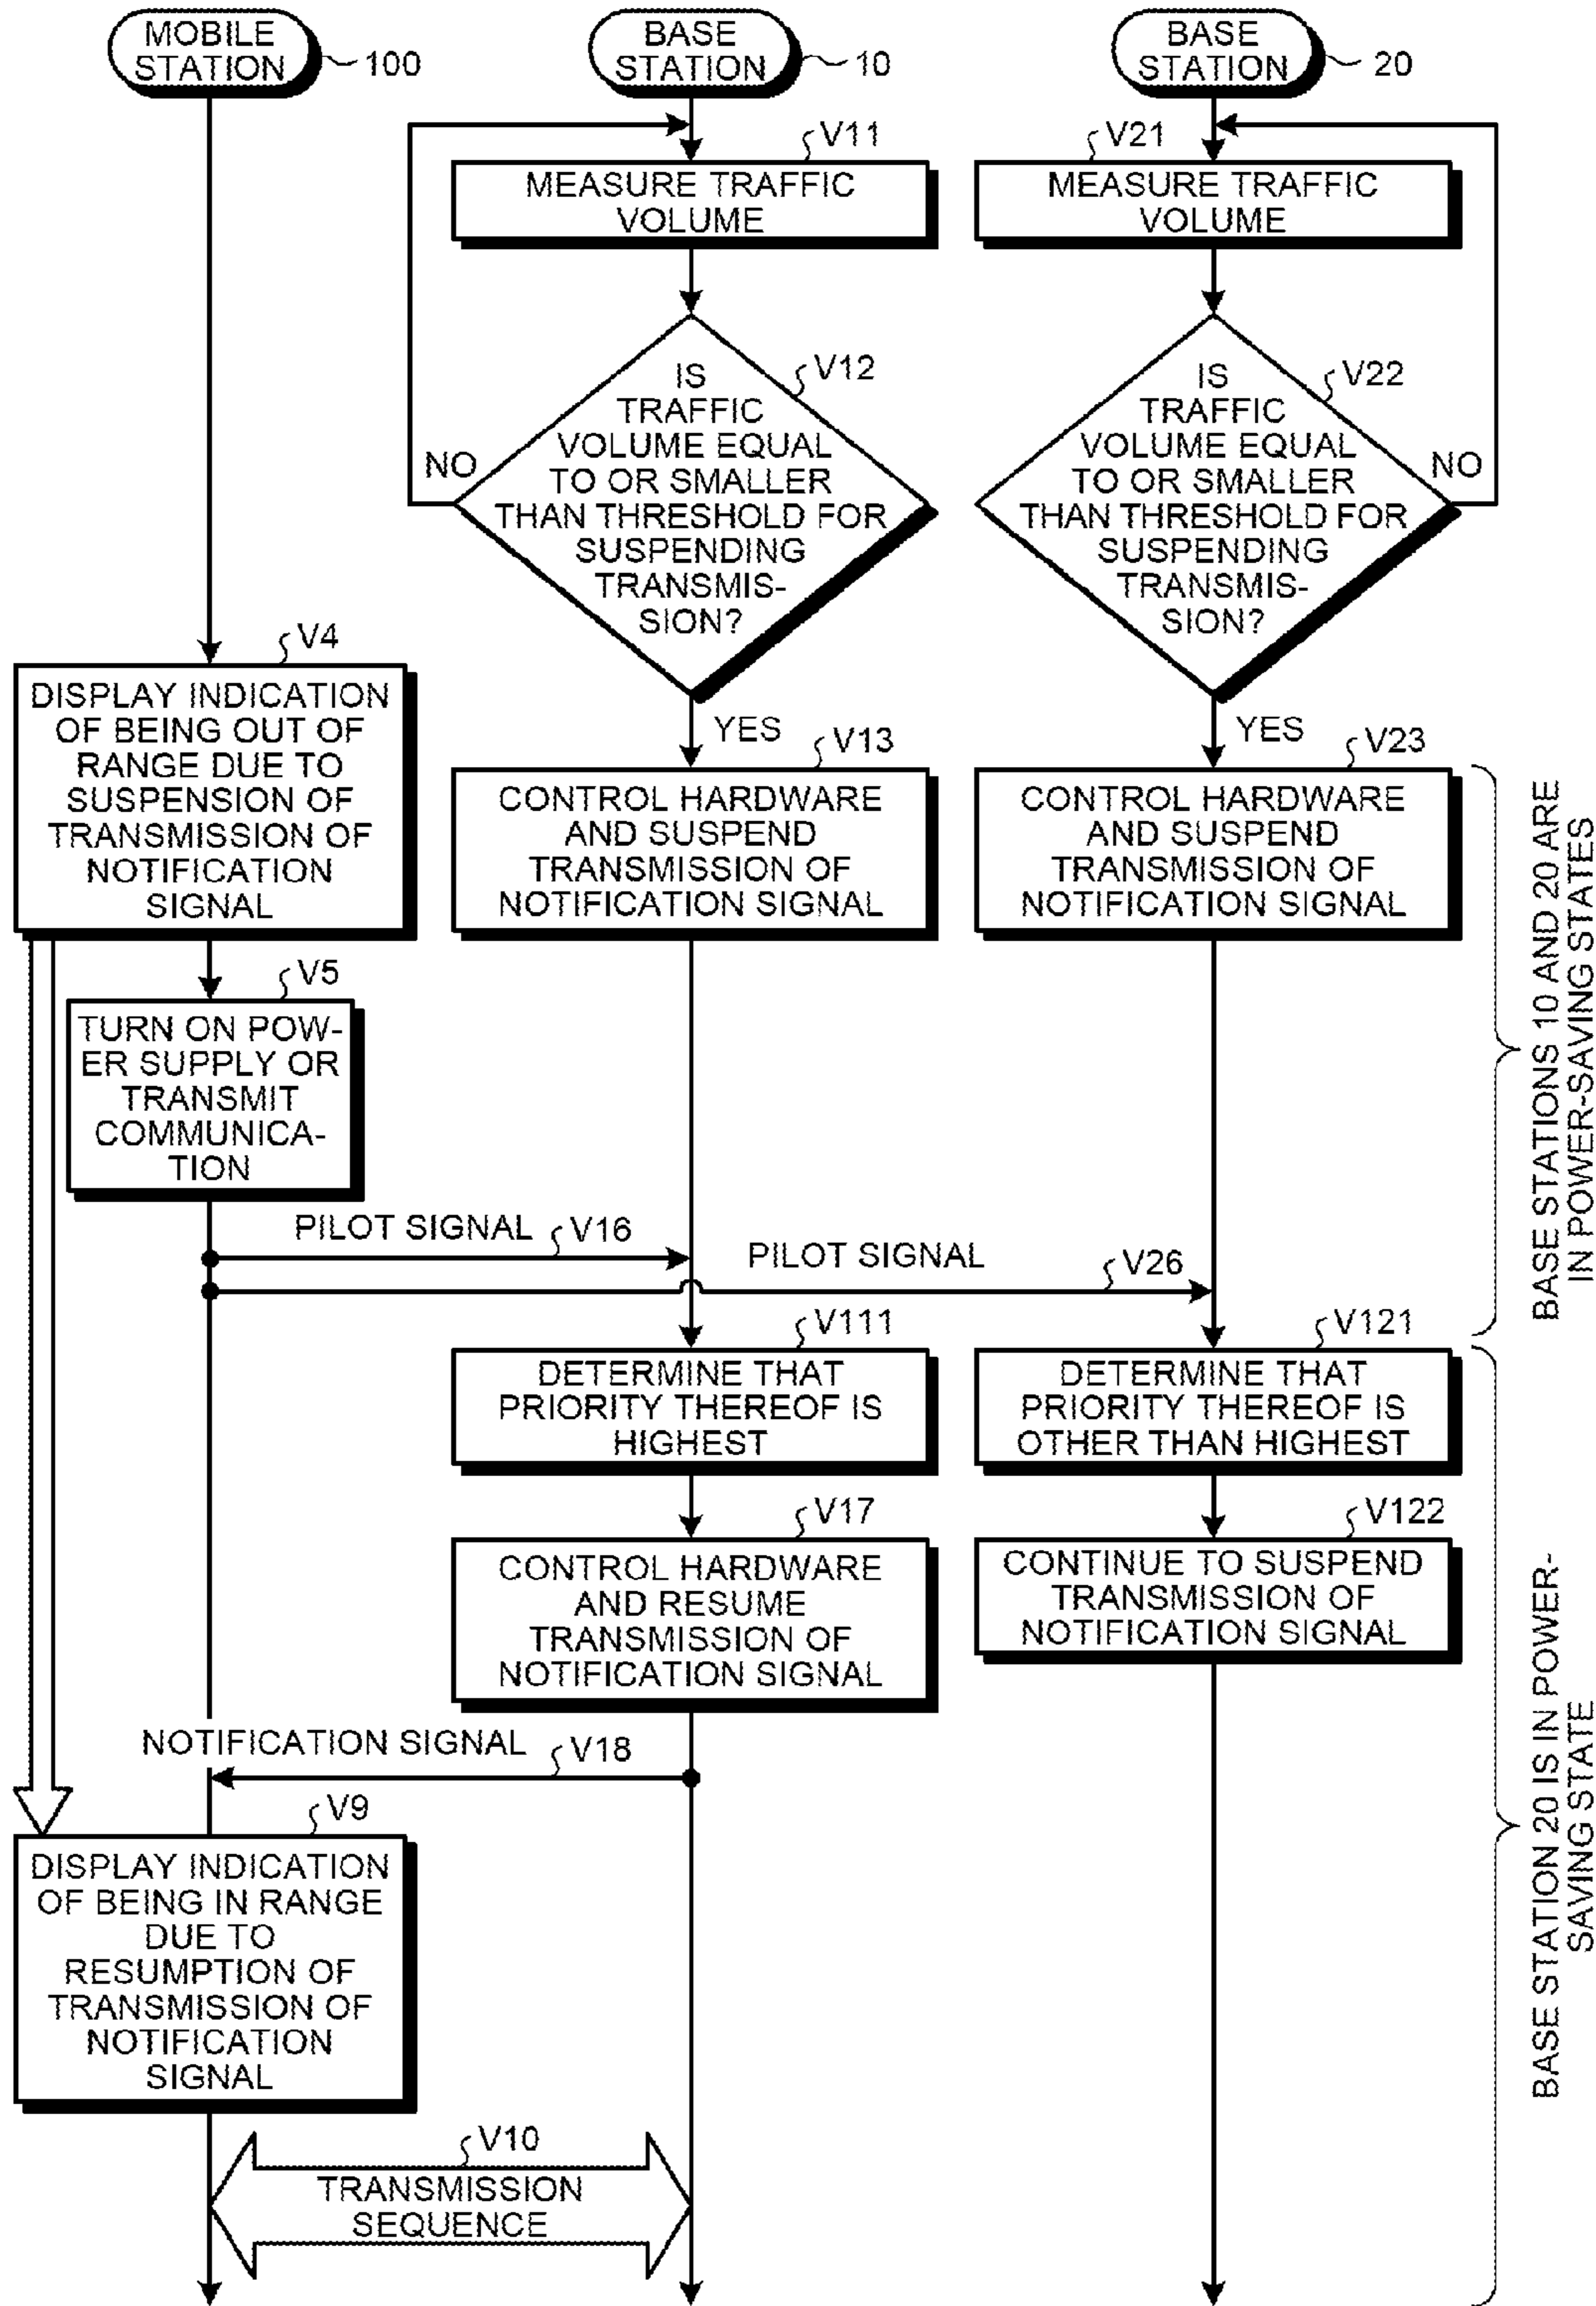 MOBILE
STATION
100
BASE
STATION
10
BASE
STATION
20
V11
MEASURE TRAFFIC
VOLUME
V21
MEASURE TRAFFIC
VOLUME
V12
IS
TRAFFIC
VOLUME EQUAL
TO OR SMALLER
THAN THRESHOLD FOR
SUSPENDING
TRANSMIS-
SION?
NO
YES
V22
IS
TRAFFIC
VOLUME EQUAL
TO OR SMALLER
THAN THRESHOLD FOR
SUSPENDING
TRANSMIS-
SION?
NO
YES
V4
DISPLAY INDICATION
OF BEING OUT OF
RANGE DUE TO
SUSPENSION OF
TRANSMISSION OF
NOTIFICATION
SIGNAL
V13
CONTROL HARDWARE
AND SUSPEND
TRANSMISSION OF
NOTIFICATION SIGNAL
V23
CONTROL HARDWARE
AND SUSPEND
TRANSMISSION OF
NOTIFICATION SIGNAL
BASE STATIONS 10 AND 20 ARE
IN POWER-SAVING STATES
V5
TURN ON POW-
ER SUPPLY OR
TRANSMIT
COMMUNICA-
TION
PILOT SIGNAL
V16
PILOT SIGNAL
V26
V111
DETERMINE THAT
PRIORITY THEREOF IS
HIGHEST
V121
DETERMINE THAT
PRIORITY THEREOF IS
OTHER THAN HIGHEST
V17
CONTROL HARDWARE
AND RESUME
TRANSMISSION OF
NOTIFICATION SIGNAL
V122
CONTINUE TO SUSPEND
TRANSMISSION OF
NOTIFICATION SIGNAL
BASE STATION 20 IS IN POWER-
SAVING STATE
NOTIFICATION SIGNAL
V18
V9
DISPLAY INDICATION
OF BEING IN RANGE
DUE TO
RESUMPTION OF
TRANSMISSION OF
NOTIFICATION
SIGNAL
V10
TRANSMISSION
SEQUENCE